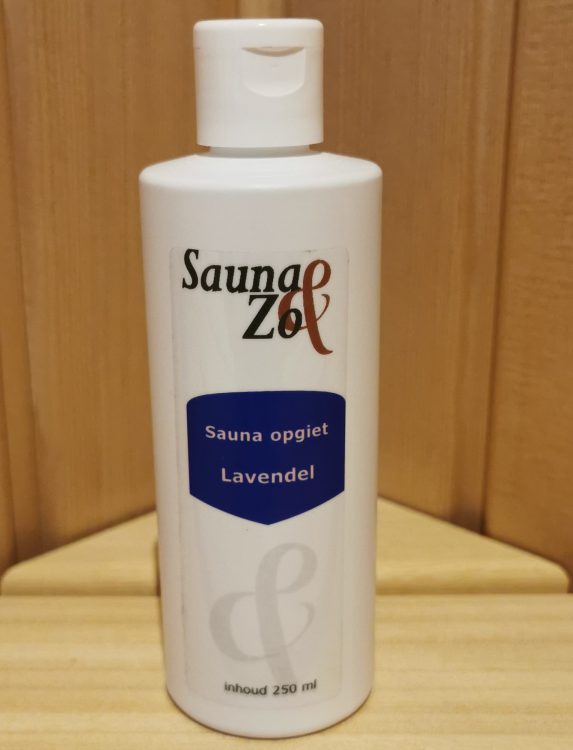 Sauna &
Zo
Sauna opgiet
Lavendel
&
inhoud 250 ml